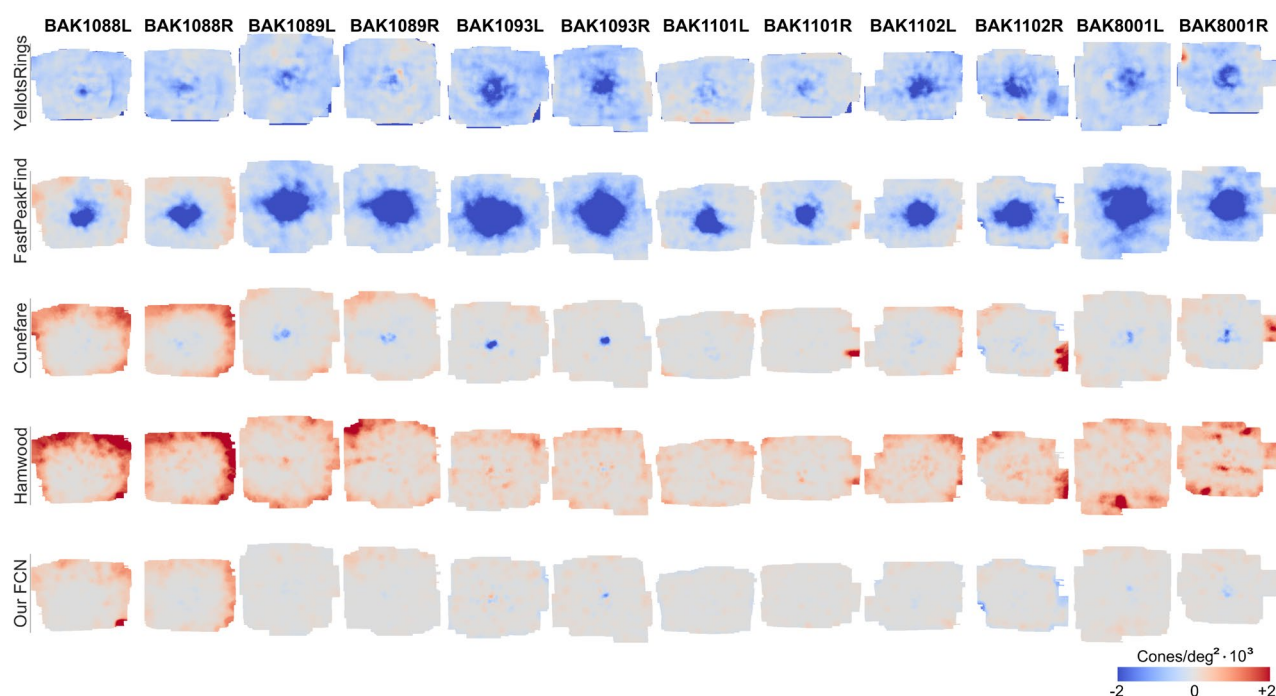 BAK1088L BAK1088R BAK1089L BAK1089R BAK1093L BAK1093R BAK1101L BAK1101R BAK1102L BAK1102R BAK8001L BAK8001R
YellotsRings
FastPeakFind
Cunefare
Hamwood
Our FCN
Cones/deg² · 10³
-2 0 +2